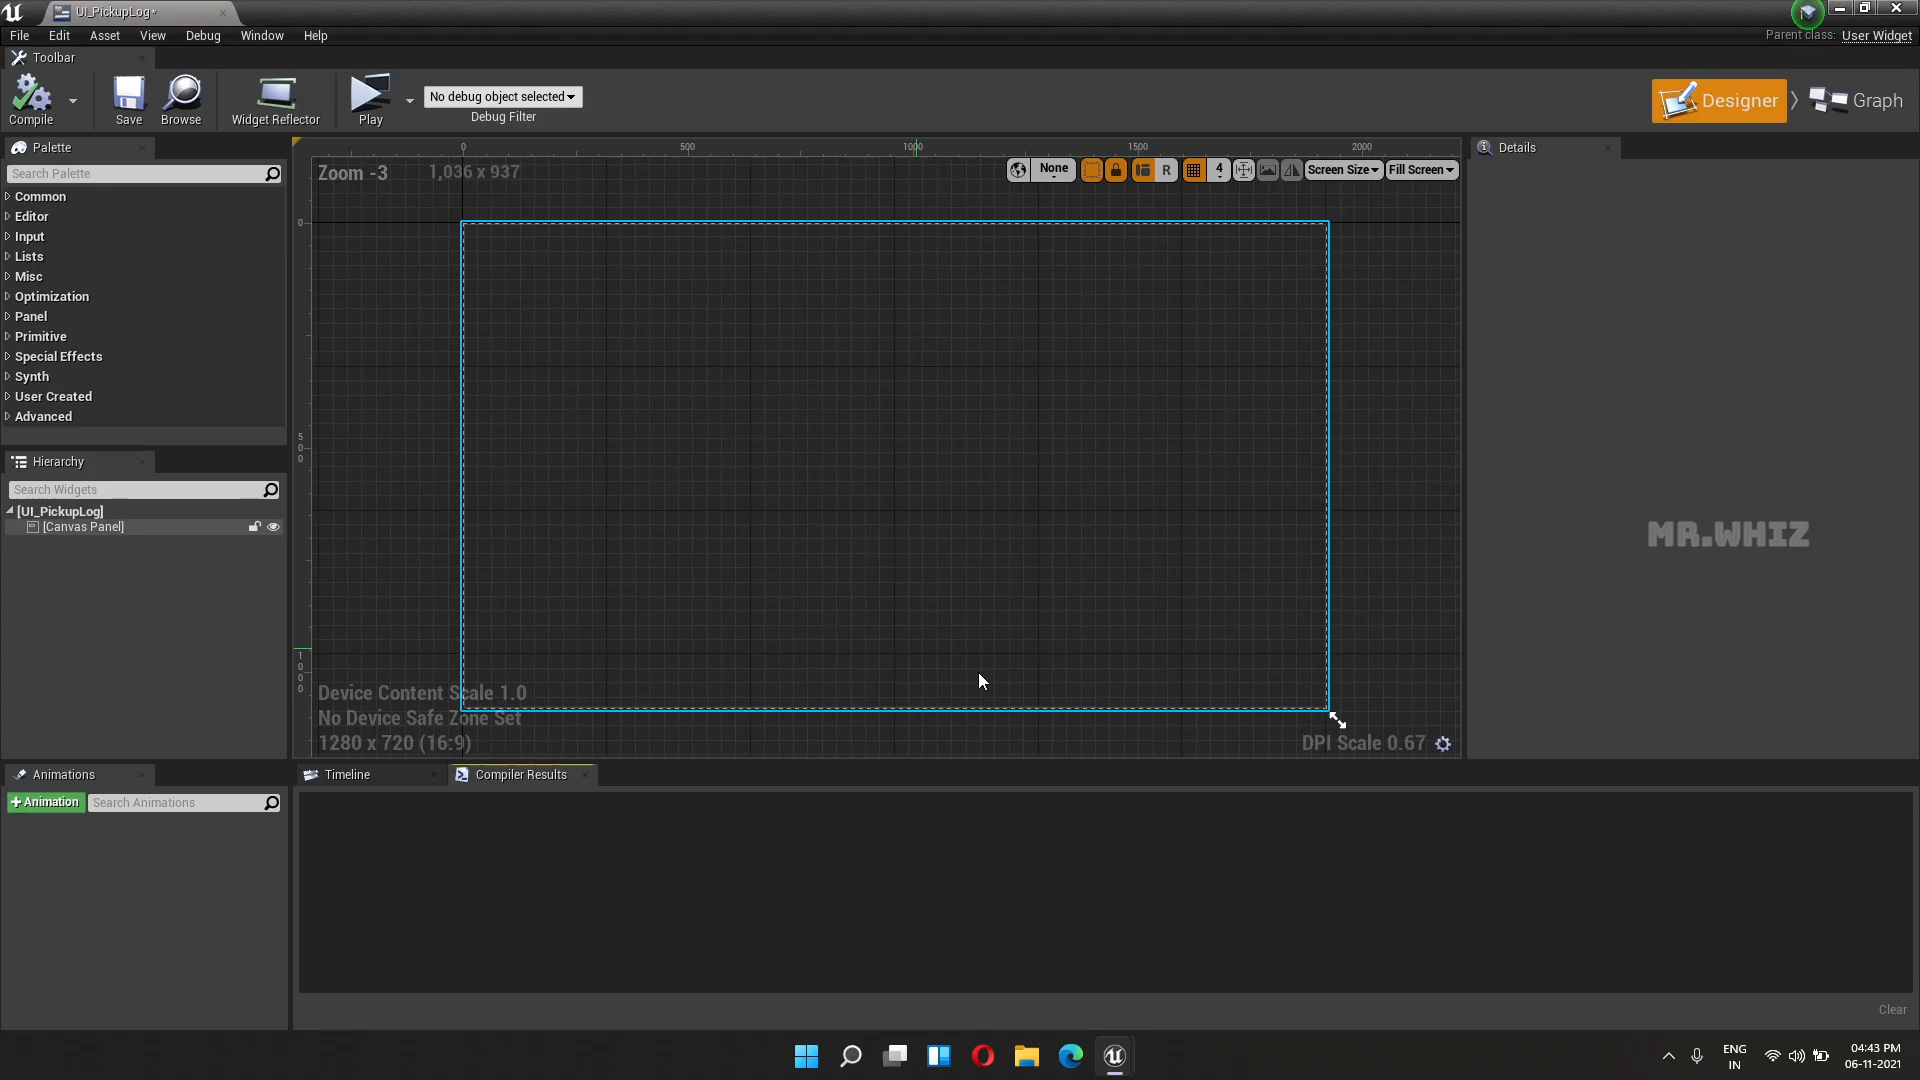 UI_PickupLog*
File Edit Asset View Debug Window Help
Parent class: User Widget
Toolbar
Compile
Save
Browse
Widget Reflector
Play
No debug object selected
Debug Filter
Designer
Graph
Palette
Search Palette
Common
Editor
Input
Lists
Misc
Optimization
Panel
Primitive
Special Effects
Synth
User Created
Advanced
Hierarchy
Search Widgets
[UI_PickupLog]
[Canvas Panel]
0 500 1000 1500 2000
Zoom -3
1,036 x 937
None
R
4
Screen Size
Fill Screen
0
500
1000
Device Content Scale 1.0
No Device Safe Zone Set
1280 x 720 (16:9)
DPI Scale 0.67
Details
MR.WHIZ
Animations
+Animation
Search Animations
Timeline
Compiler Results
Clear
ENG
IN
04:43 PM
06-11-2021